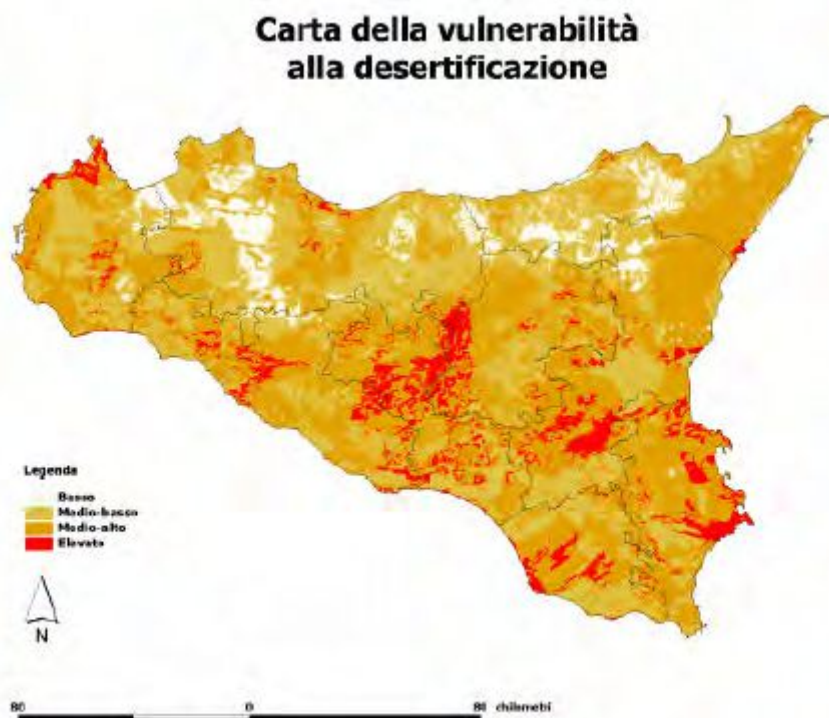 Carta della vulnerabilità
alla desertificazione
Legenda
Basso
Medio-basso
Medio-alto
Elevato
N
80 0 80 chilometri